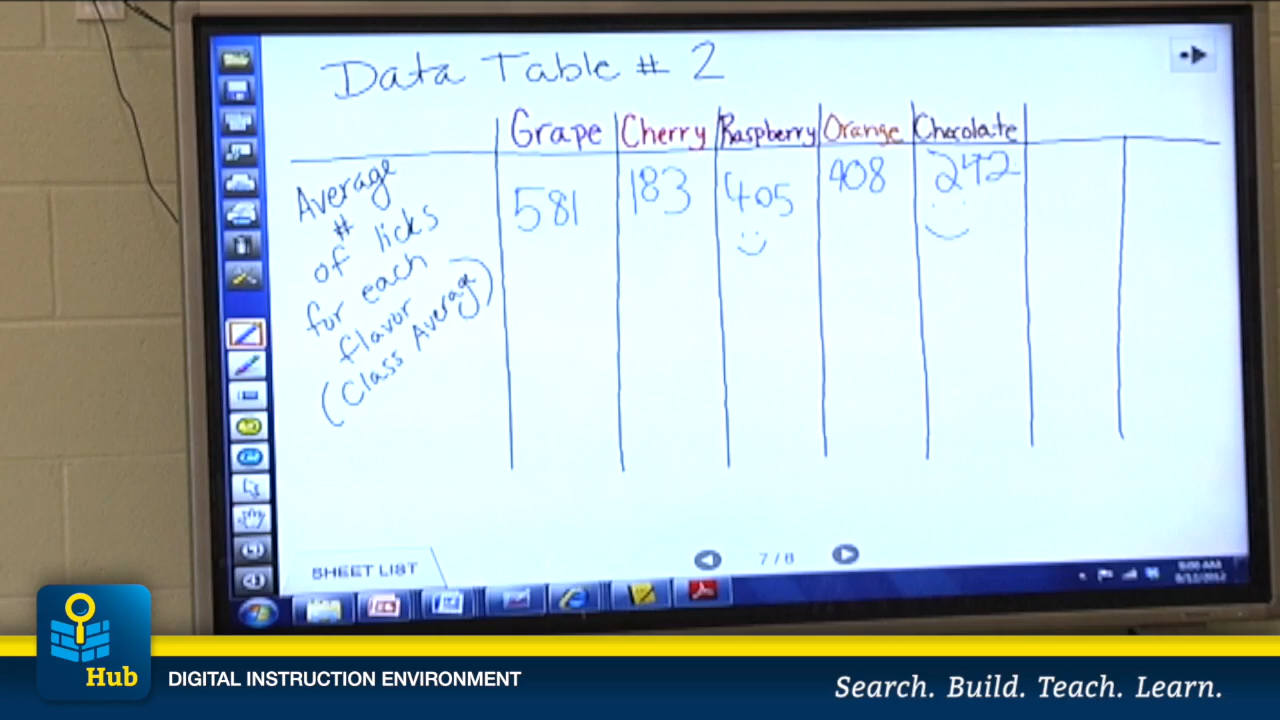 Data Table # 2
Grape Cherry Raspberry Orange Chocolate
Average
#
of licks
for each
flavor
(Class Average)
581 183 405 408 242
SHEET LIST
7 / 8
Hub
DIGITAL INSTRUCTION ENVIRONMENT
Search. Build. Teach. Learn.